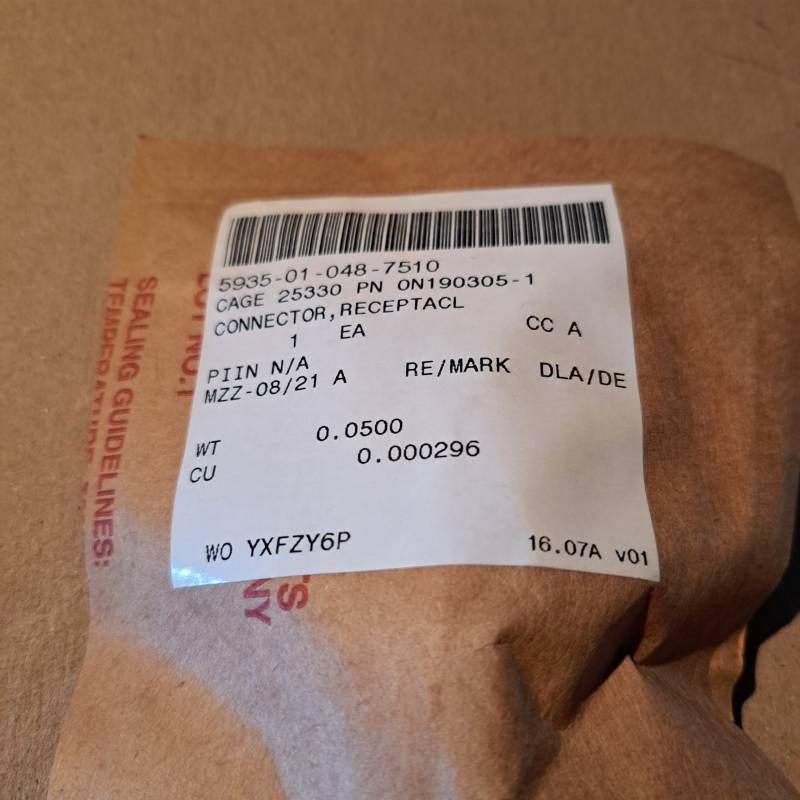 5935-01-048-7510
CAGE 25330 PN 0N190305-1
CONNECTOR,RECEPTACL
1 EA CC A
PIIN N/A
MZZ-08/21 A RE/MARK DLA/DE
WT 0.0500
CU 0.000296
WO YXFZY6P 16.07A v01
SEALING GUIDELINES: